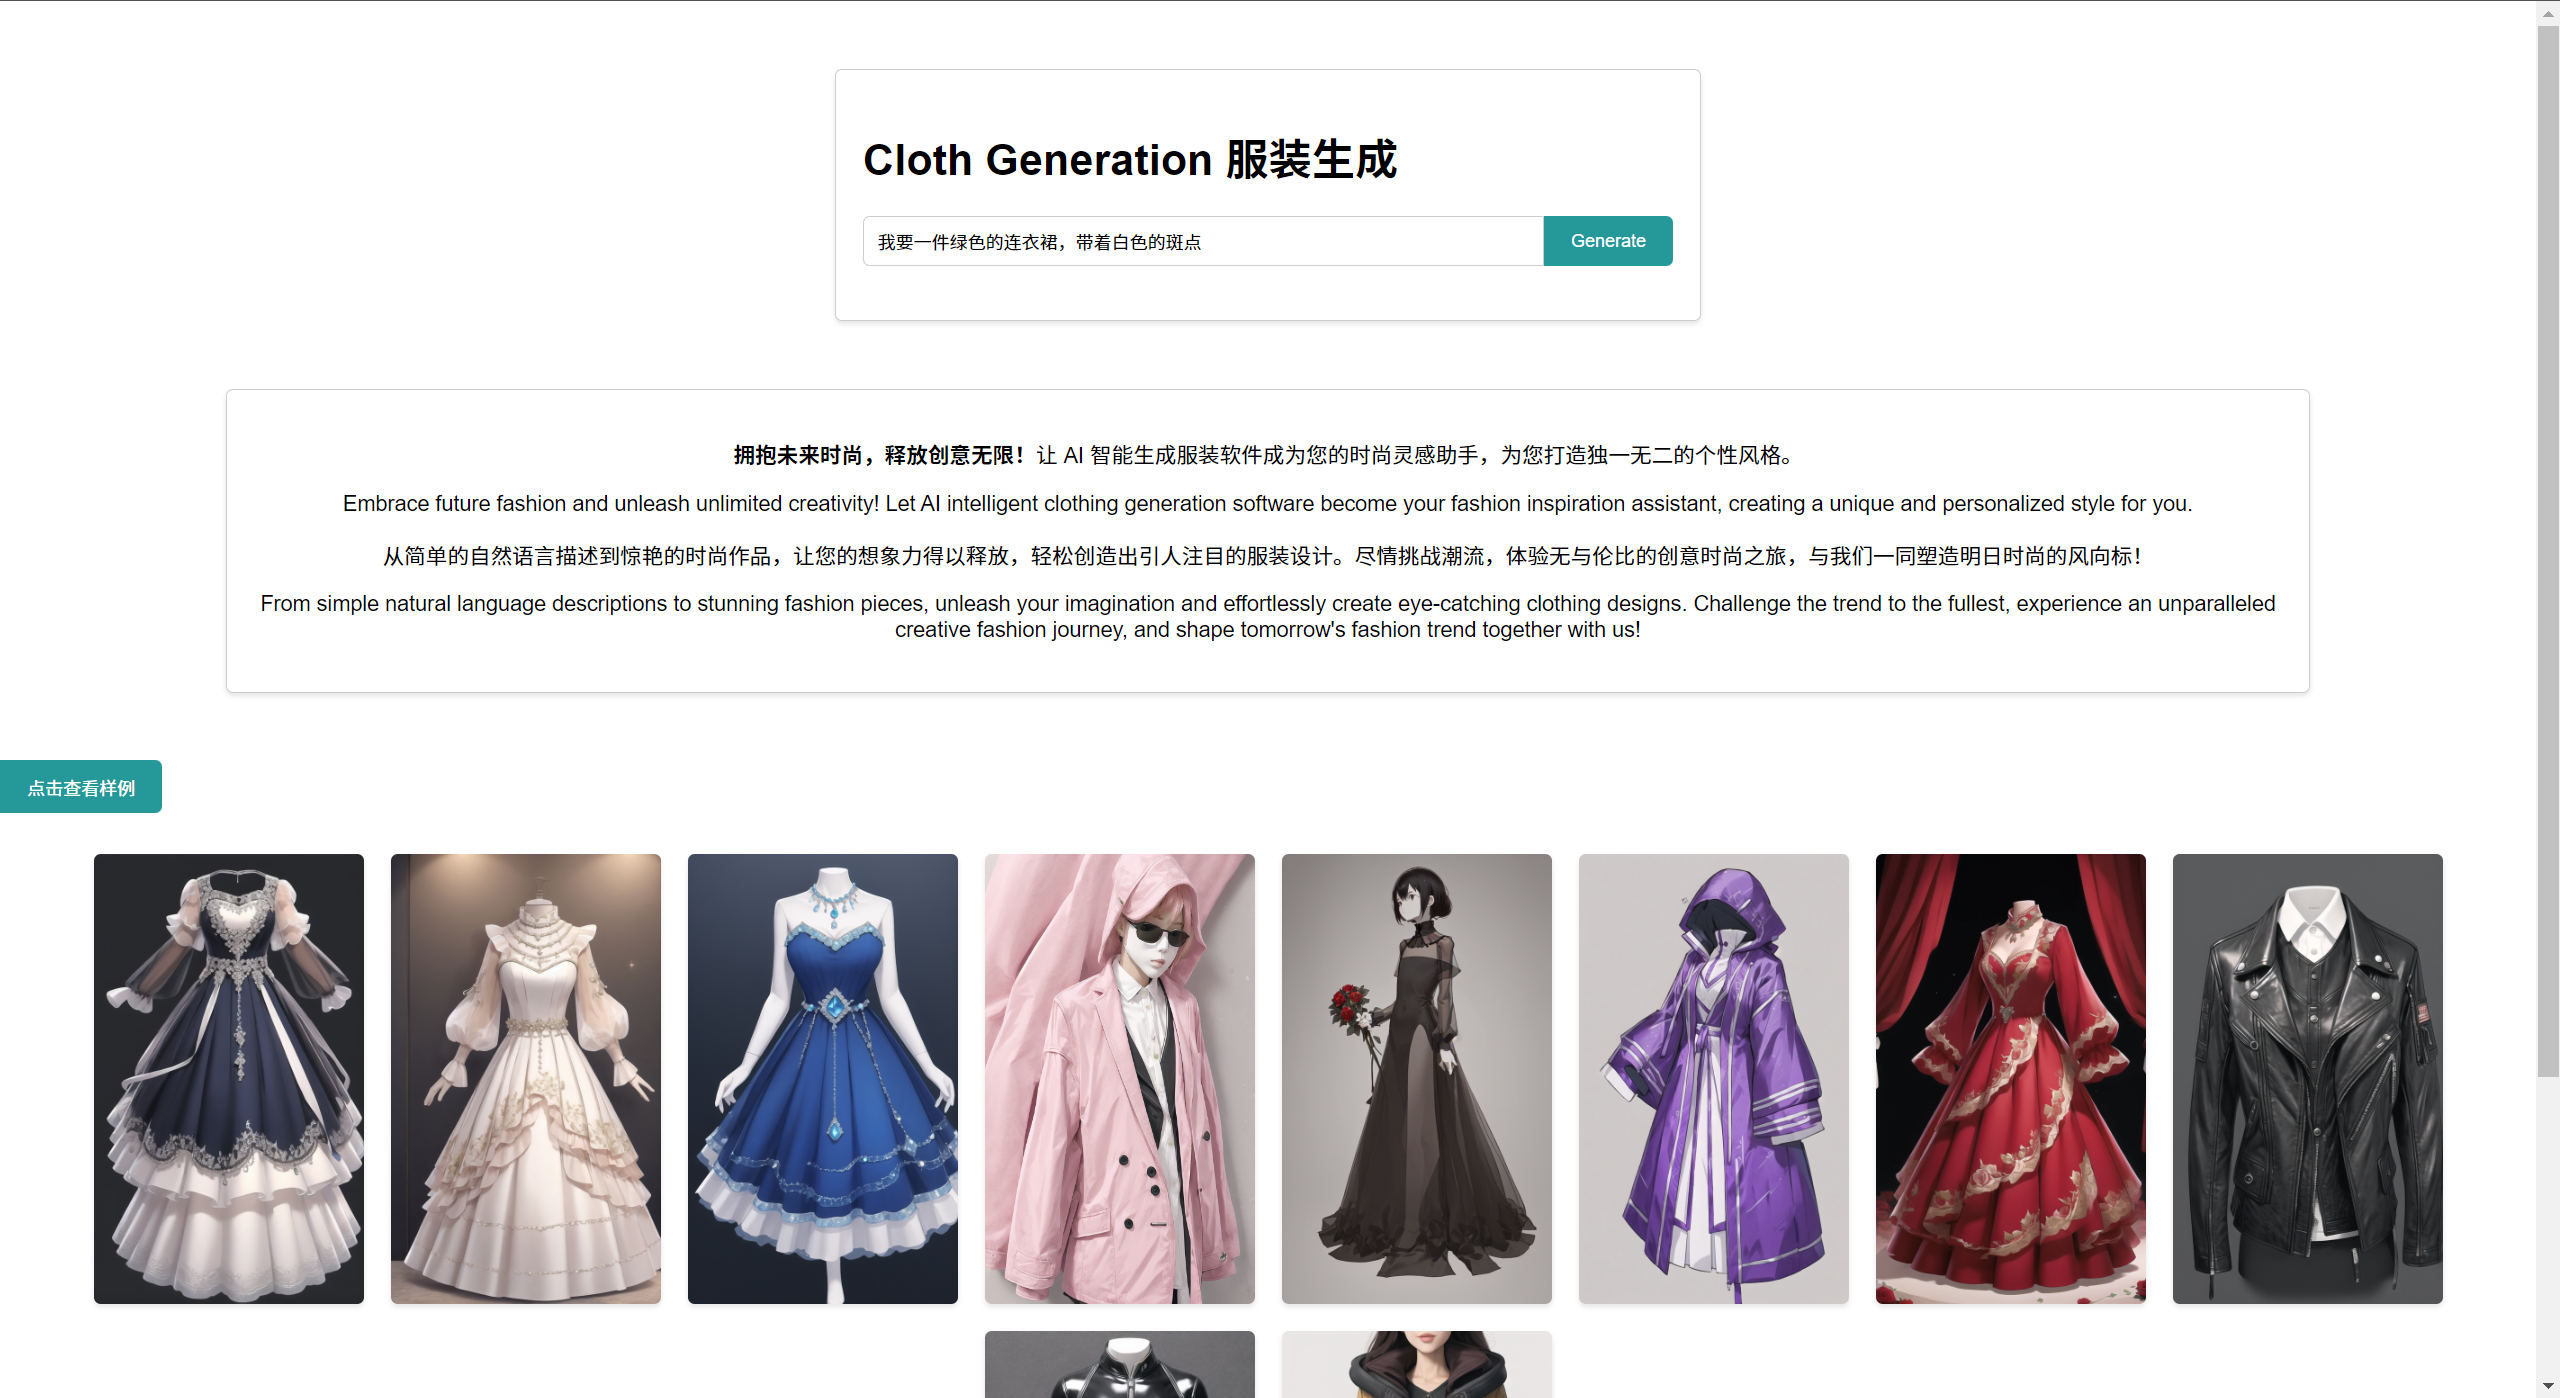 Cloth Generation 服装生成
我要一件绿色的连衣裙，带着白色的斑点
Generate
拥抱未来时尚，释放创意无限！让 AI 智能生成服装软件成为您的时尚灵感助手，为您打造独一无二的个性风格。
Embrace future fashion and unleash unlimited creativity! Let AI intelligent clothing generation software become your fashion inspiration assistant, creating a unique and personalized style for you.
从简单的自然语言描述到惊艳的时尚作品，让您的想象力得以释放，轻松创造出引人注目的服装设计。尽情挑战潮流，体验无与伦比的创意时尚之旅，与我们一同塑造明日时尚的风向标！
From simple natural language descriptions to stunning fashion pieces, unleash your imagination and effortlessly create eye-catching clothing designs. Challenge the trend to the fullest, experience an unparalleled
creative fashion journey, and shape tomorrow's fashion trend together with us!
点击查看样例